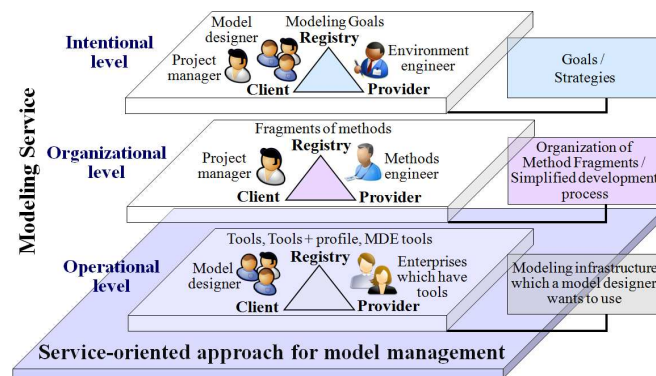 Modeling Service
Intentional
level
Model
designer
Project
manager
Modeling Goals
Registry
Client
Provider
Environment
engineer
Goals /
Strategies
Organizational
level
Fragments of methods
Registry
Project
manager
Client
Provider
Methods
engineer
Organization of
Method Fragments /
Simplified development
process
Operational
level
Tools, Tools + profile, MDE tools
Registry
Model
designer
Client
Provider
Enterprises
which have
tools
Modeling infrastructure
which a model designer
wants to use
Service-oriented approach for model management